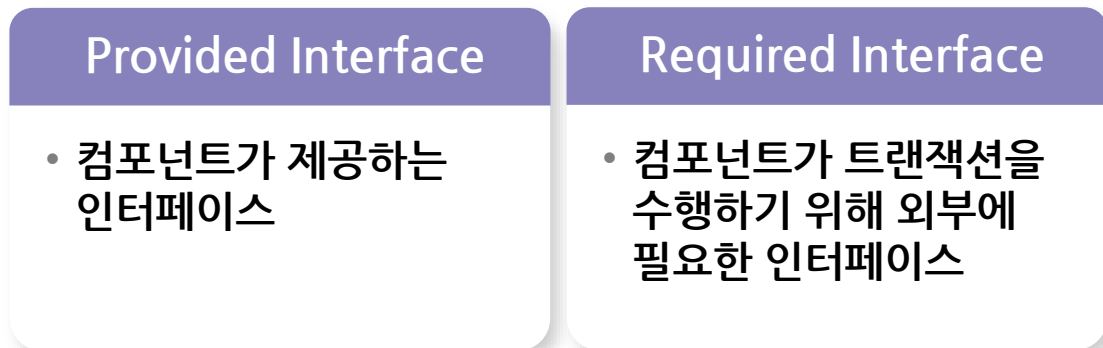 Provided Interface
• 컴포넌트가 제공하는
인터페이스
Required Interface
• 컴포넌트가 트랜잭션을
수행하기 위해 외부에
필요한 인터페이스